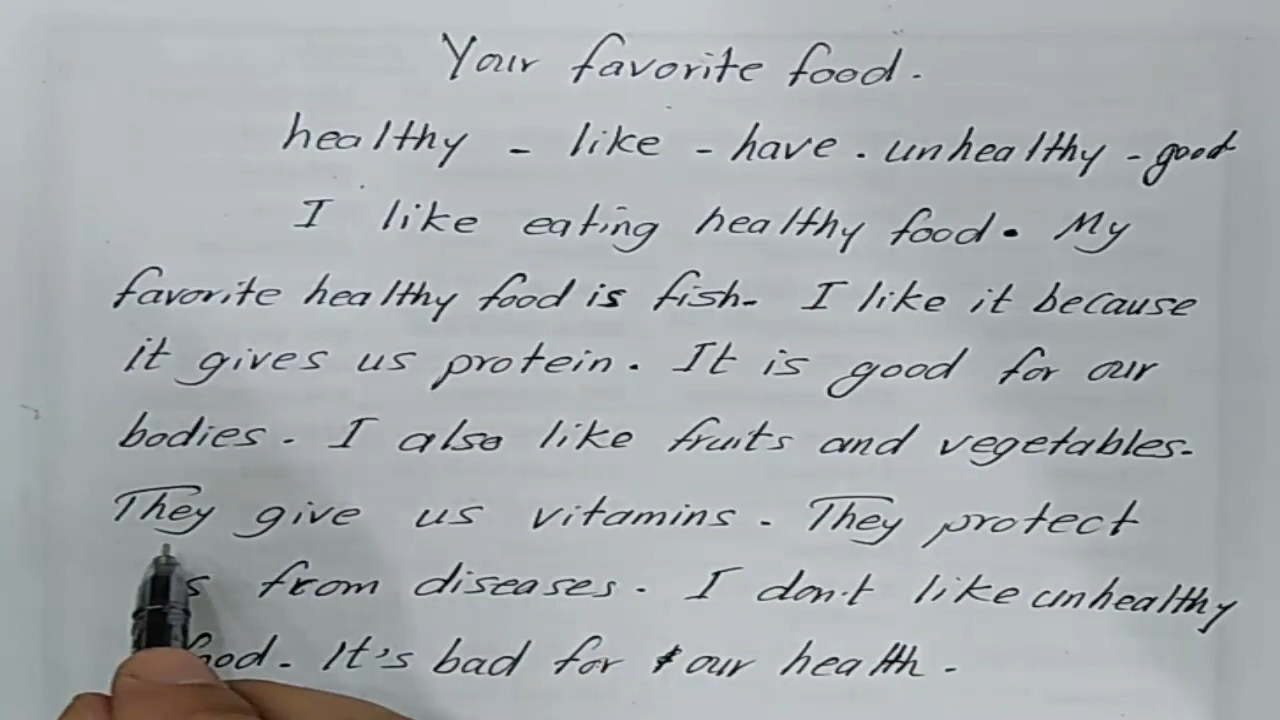 Your favorite food.
healthy - like - have. unhealthy - good
I like eating healthy food. My
favorite healthy food is fish. I like it because
it gives us protein. It is good for our
bodies. I also like fruits and vegetables.
They give us vitamins. They protect
from diseases. I don't like unhealthy
It's bad for our health.